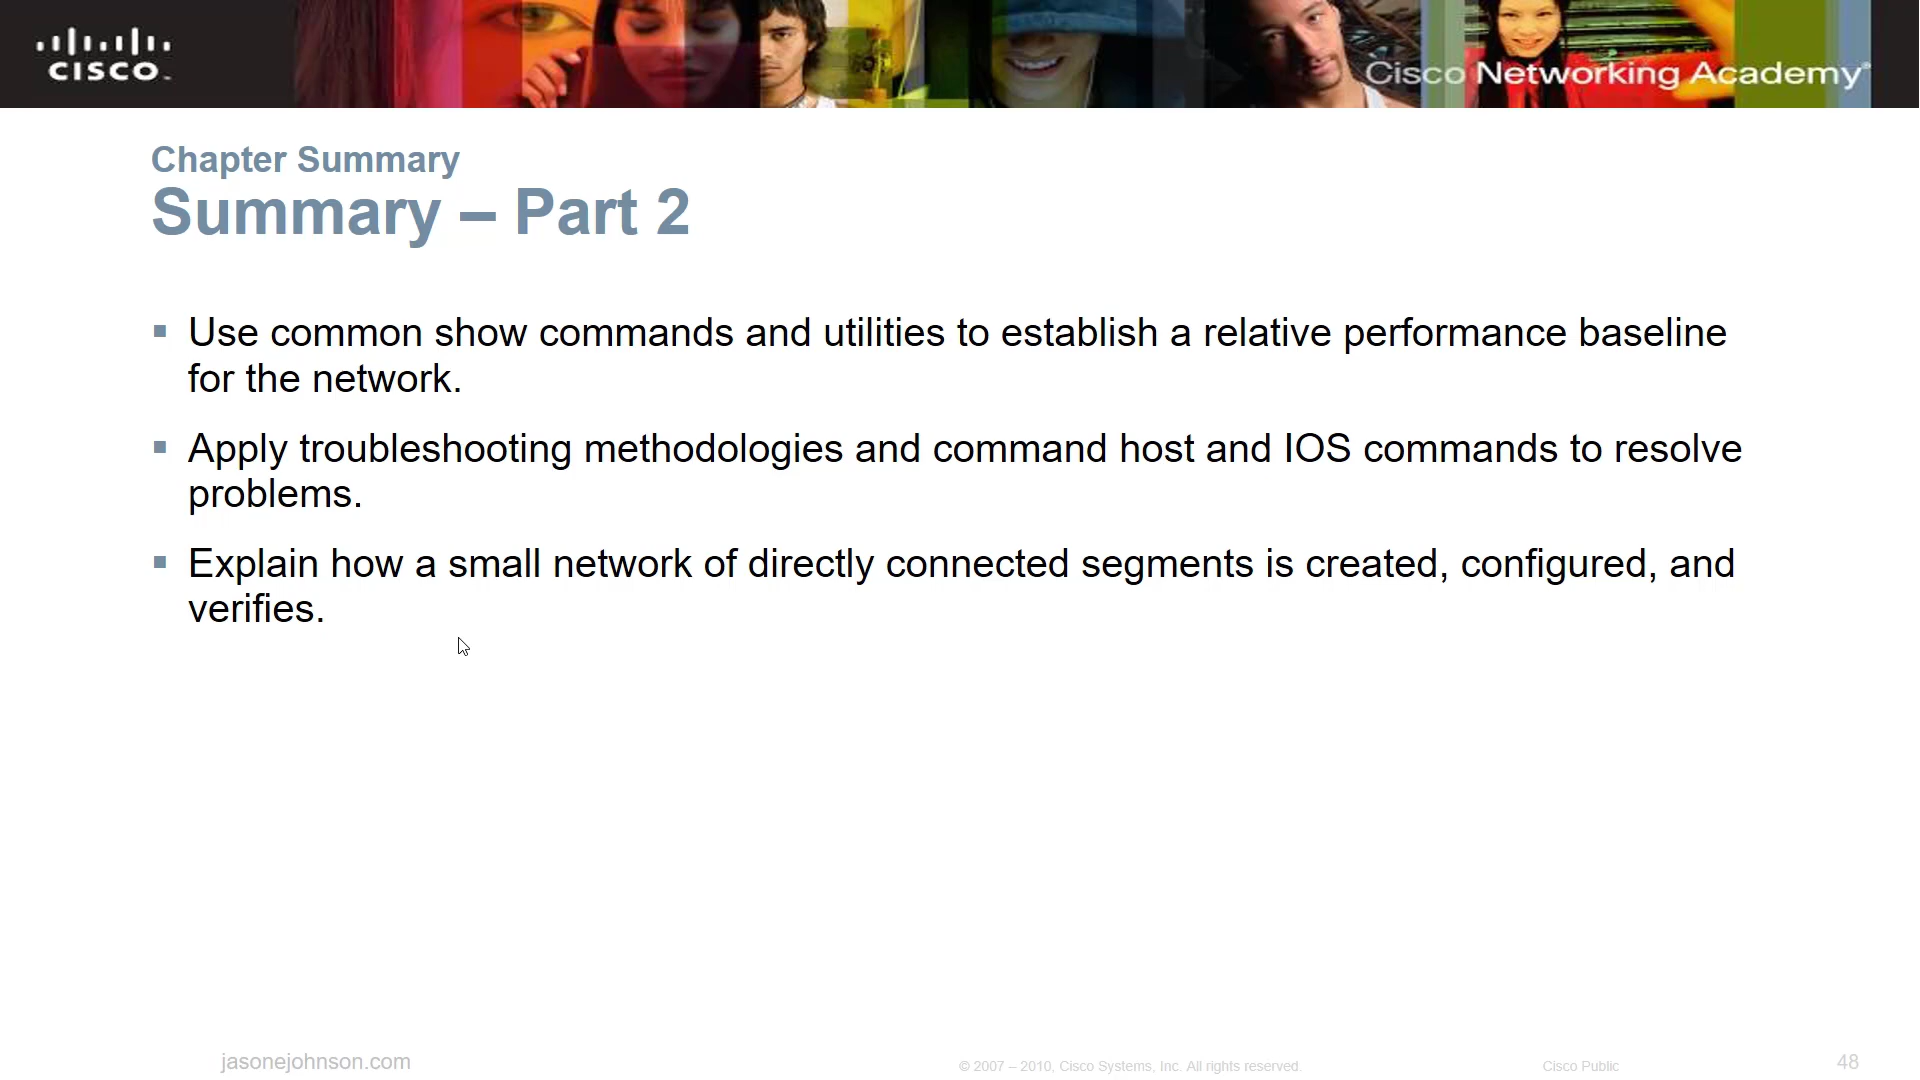 CISCO
Cisco Networking Academy®
Chapter Summary
Summary – Part 2
Use common show commands and utilities to establish a relative performance baseline
for the network.
Apply troubleshooting methodologies and command host and IOS commands to resolve
problems.
Explain how a small network of directly connected segments is created, configured, and
verifies.
jasonejohnson.com
© 2007 – 2010, Cisco Systems, Inc. All rights reserved.
Cisco Public
48